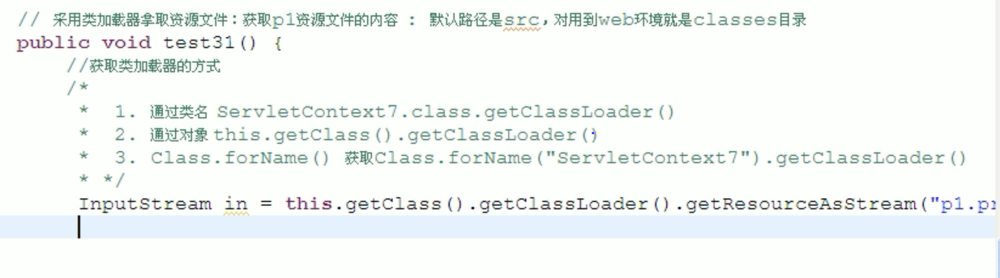 // 采用类加载器拿取资源文件：获取p1资源文件的内容 ： 默认路径是src，对用到web环境就是classes目录
public void test31() {
//获取类加载器的方式
/*
* 1. 通过类名 ServletContext7.class.getClassLoader()
* 2. 通过对象 this.getClass().getClassLoader()
* 3. Class.forName() 获取Class.forName("ServletContext7").getClassLoader()
* */
InputStream in = this.getClass().getClassLoader().getResourceAsStream("p1.pr